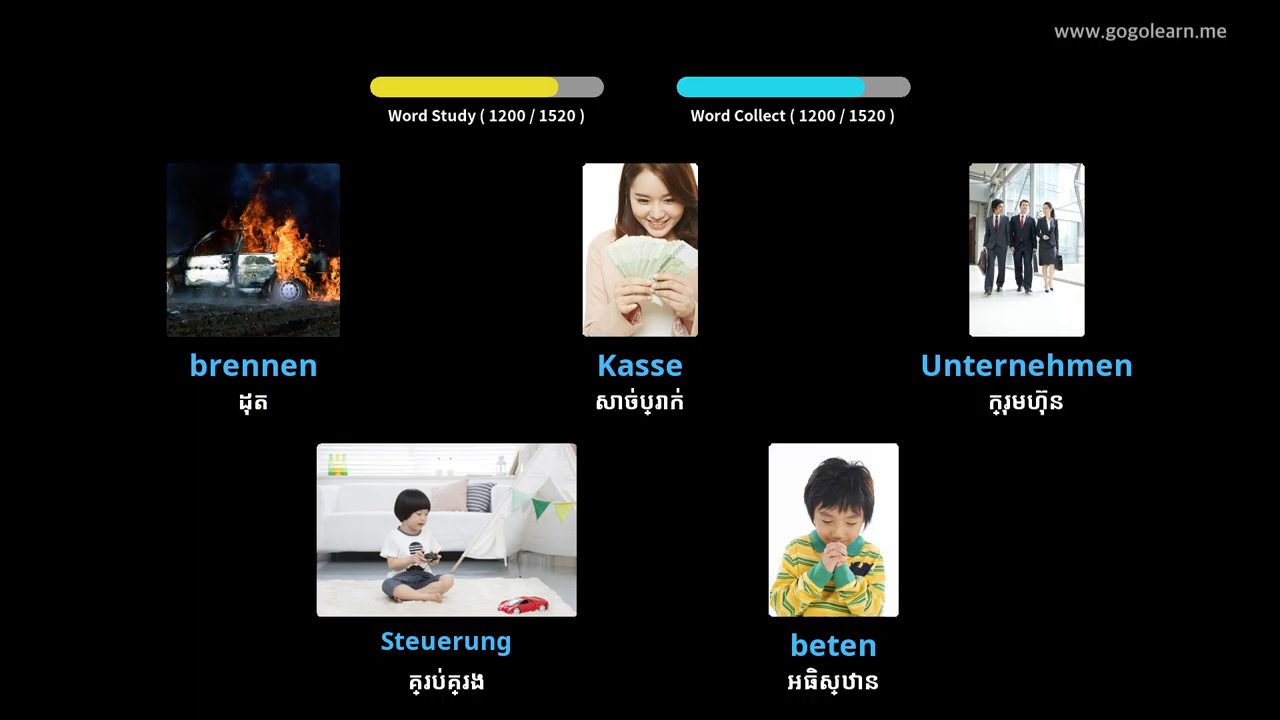 www.gogolearn.me
Word Study ( 1200 / 1520 )
Word Collect ( 1200 / 1520 )
brennen
ដុត
Kasse
សាច់ប្រាក់
Unternehmen
ក្រុមហ៊ុន
Steuerung
គ្រប់គ្រង
beten
អធិស្ឋាន